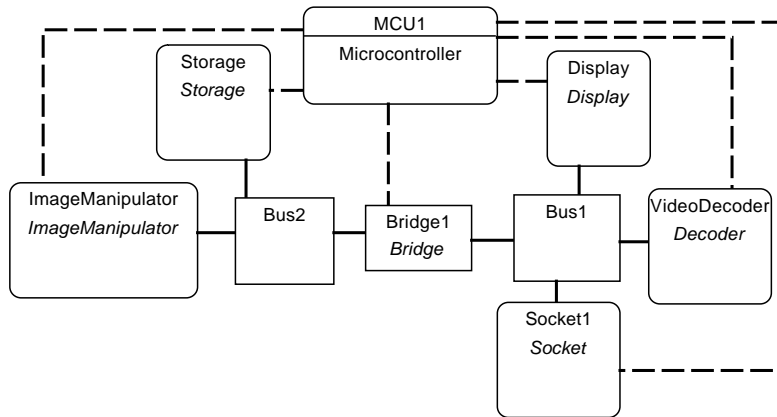 MCU1
Microcontroller
Storage
Storage
Display
Display
ImageManipulator
ImageManipulator
Bus2
Bridge1
Bridge
Bus1
VideoDecoder
Decoder
Socket1
Socket